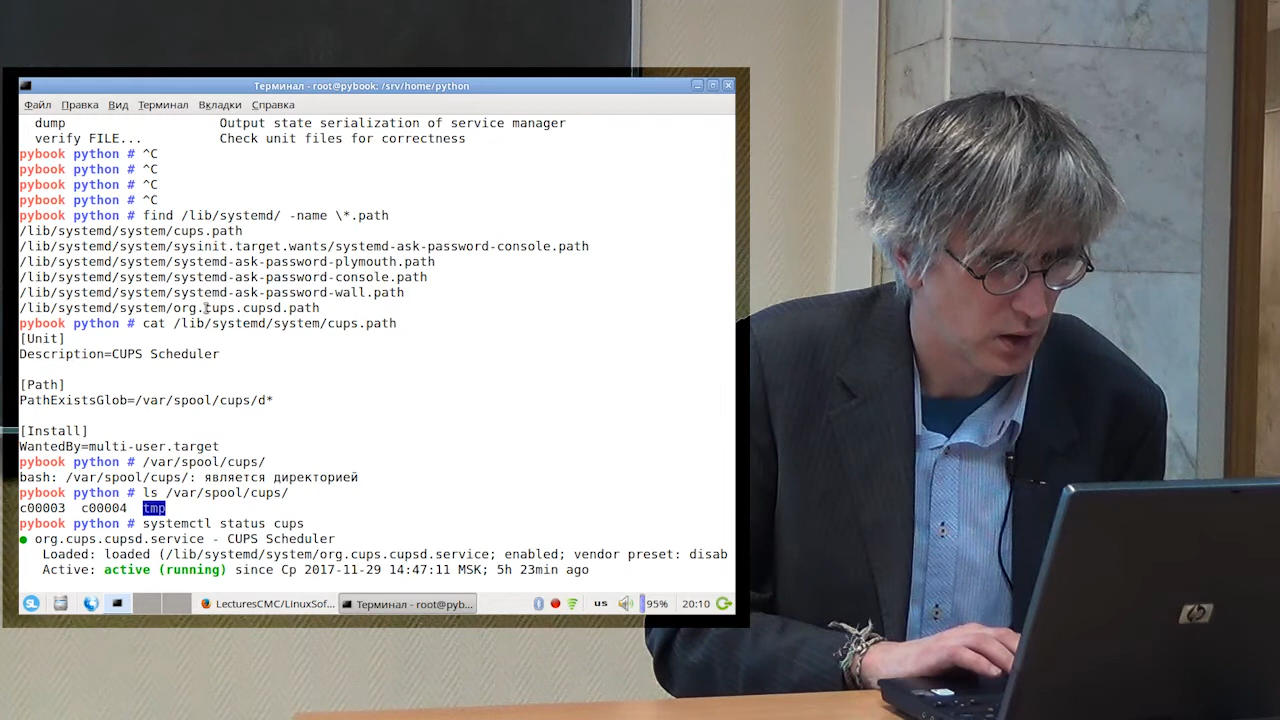 Терминал - root@pybook: /srv/home/python
Файл Правка Вид Терминал Вкладки Справка
dump Output state serialization of service manager
verify FILE... Check unit files for correctness
pybook python # ^C
pybook python # ^C
pybook python # ^C
pybook python # ^C
pybook python # find /lib/systemd/ -name \*.path
/lib/systemd/system/cups.path
/lib/systemd/system/sysinit.target.wants/systemd-ask-password-console.path
/lib/systemd/system/systemd-ask-password-plymouth.path
/lib/systemd/system/systemd-ask-password-console.path
/lib/systemd/system/systemd-ask-password-wall.path
/lib/systemd/system/org.cups.cupsd.path
pybook python # cat /lib/systemd/system/cups.path
[Unit]
Description=CUPS Scheduler
[Path]
PathExistsGlob=/var/spool/cups/d*
[Install]
WantedBy=multi-user.target
pybook python # /var/spool/cups/
bash: /var/spool/cups/: является директорией
pybook python # ls /var/spool/cups/
c00003 c00004 tmp
pybook python # systemctl status cups
● org.cups.cupsd.service - CUPS Scheduler
Loaded: loaded (/lib/systemd/system/org.cups.cupsd.service; enabled; vendor preset: disab
Active: active (running) since Ср 2017-11-29 14:47:11 MSK; 5h 23min ago
SL LecturesCMC/LinuxSof... Терминал - root@pyb... us 95% 20:10
hp